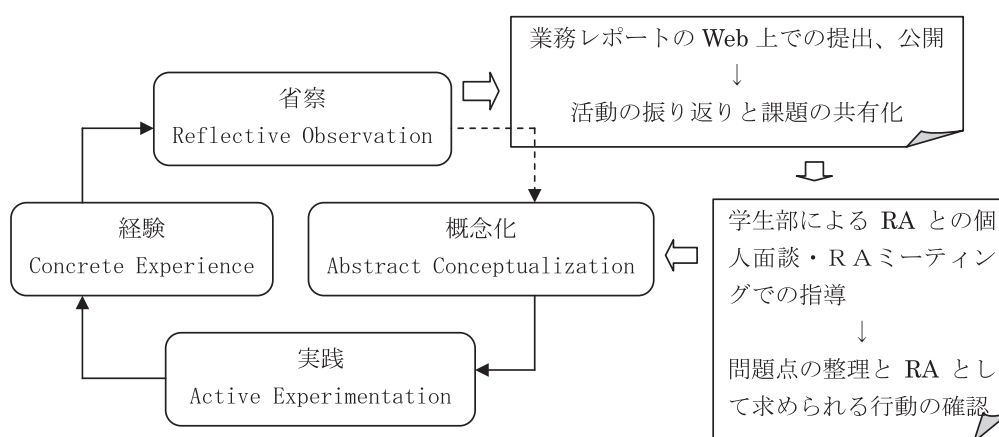 業務レポートの Web 上での提出、公開
↓
活動の振り返りと課題の共有化
省察
Reflective Observation
経験
Concrete Experience
概念化
Abstract Conceptualization
学生部による RA との個
人面談・ＲＡミーティン
グでの指導
↓
問題点の整理と RA とし
て求められる行動の確認
実践
Active Experimentation